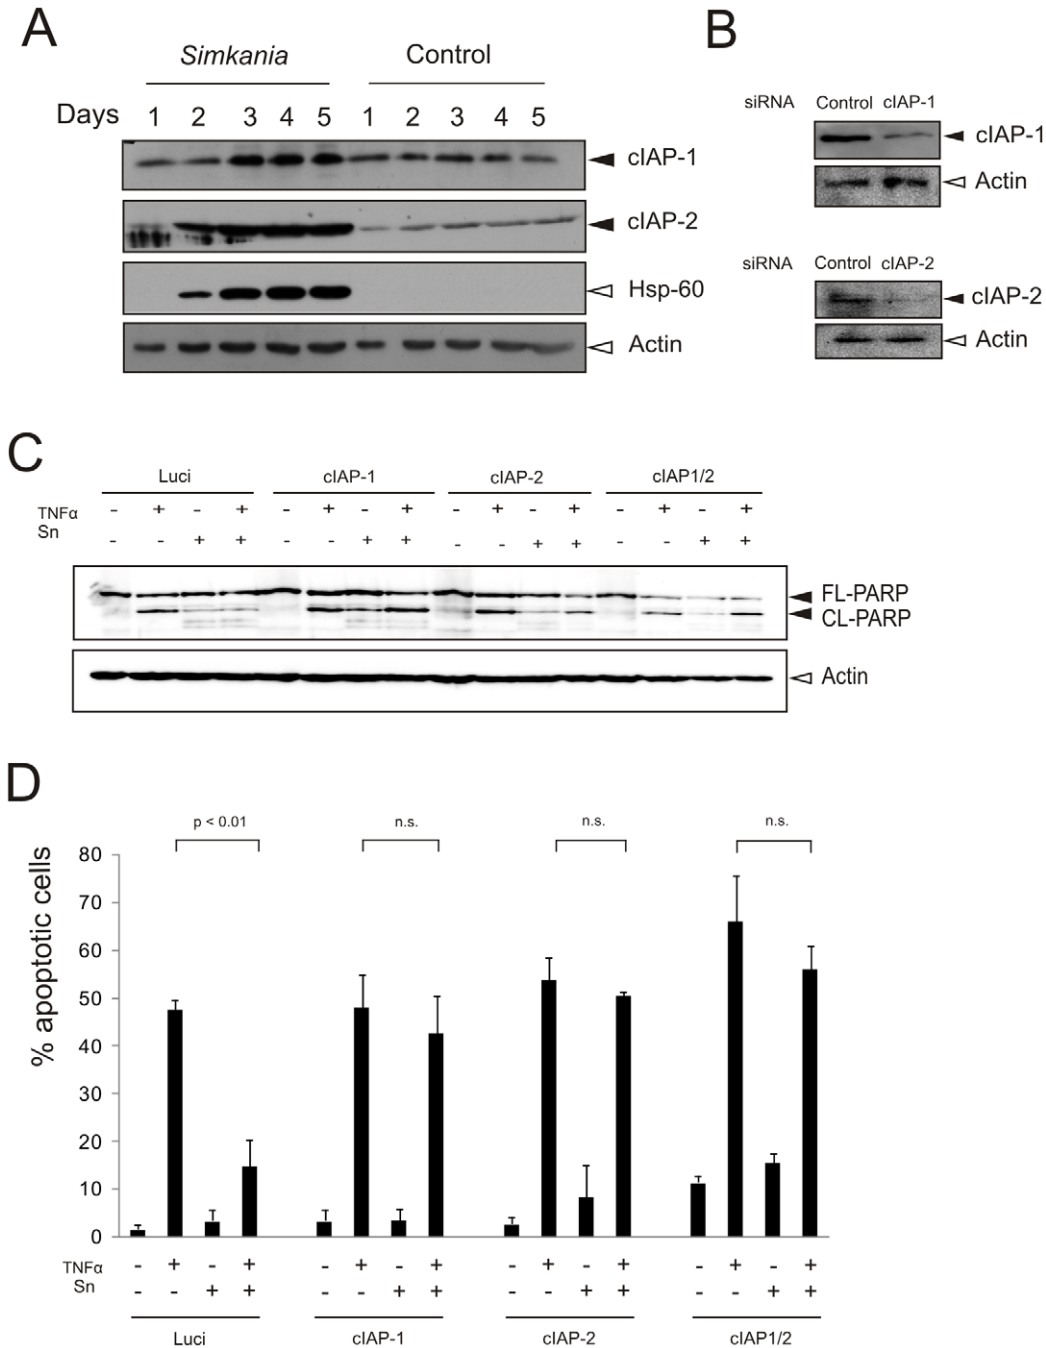 A
Simkania Control
Days 1 2 3 4 5 1 2 3 4 5
cIAP-1
cIAP-2
Hsp-60
Actin
B
siRNA Control cIAP-1
cIAP-1
Actin
siRNA Control cIAP-2
cIAP-2
Actin
C
Luci cIAP-1 cIAP-2 cIAP1/2
TNFα - + - + - + - + - + - + - + - +
Sn - - + + - - + + - - + + - - + +
FL-PARP
CL-PARP
Actin
D
p < 0.01 n.s. n.s. n.s.
% apoptotic cells
80
70
60
50
40
30
20
10
0
TNFα - + - + - + - + - + - + - + - +
Sn - - + + - - + + - - + + - - + +
Luci cIAP-1 cIAP-2 cIAP1/2